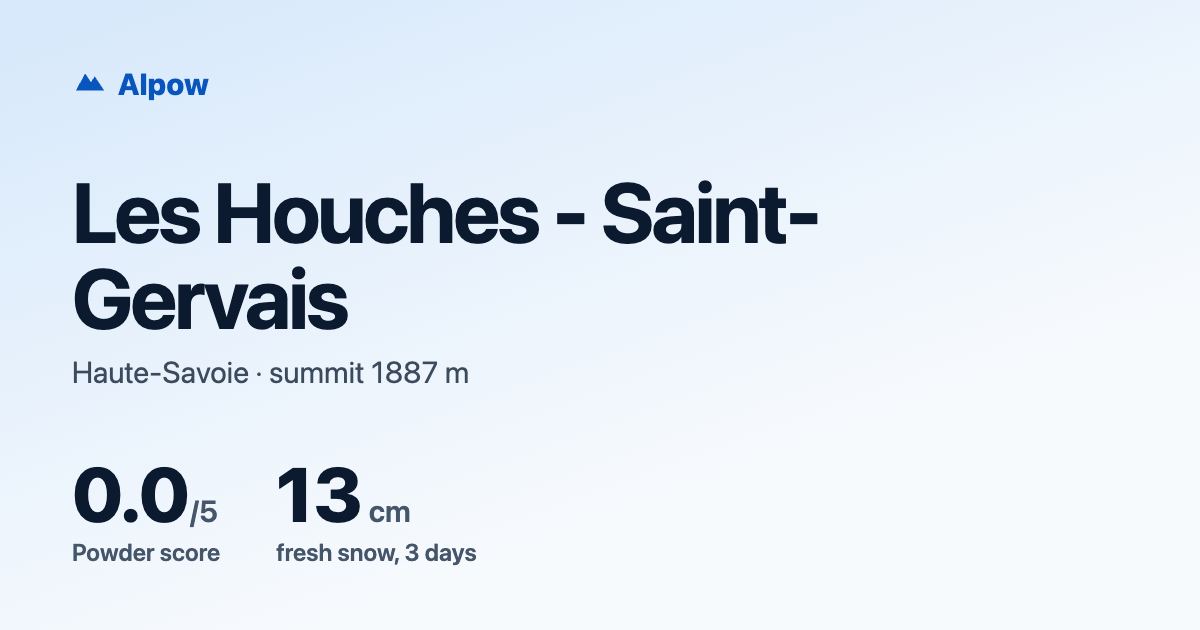 Alpow
Les Houches - Saint-
Gervais
Haute-Savoie · summit 1887 m
0.0/5 13 cm
Powder score fresh snow, 3 days